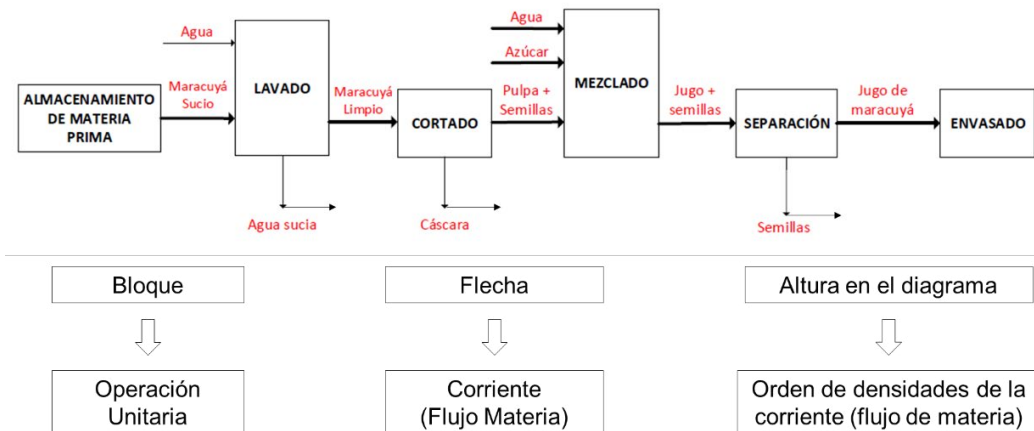 Agua
Maracuyá
Sucio
ALMACENAMIENTO
DE MATERIA
PRIMA
LAVADO
Agua sucia
Maracuyá
Limpio
CORTADO
Cáscara
Agua
Azúcar
Pulpa +
Semillas
MEZCLADO
Jugo +
semillas
SEPARACIÓN
Semillas
Jugo de
maracuyá
ENVASADO
Bloque
Flecha
Altura en el diagrama
Operación
Unitaria
Corriente
(Flujo Materia)
Orden de densidades de la
corriente (flujo de materia)